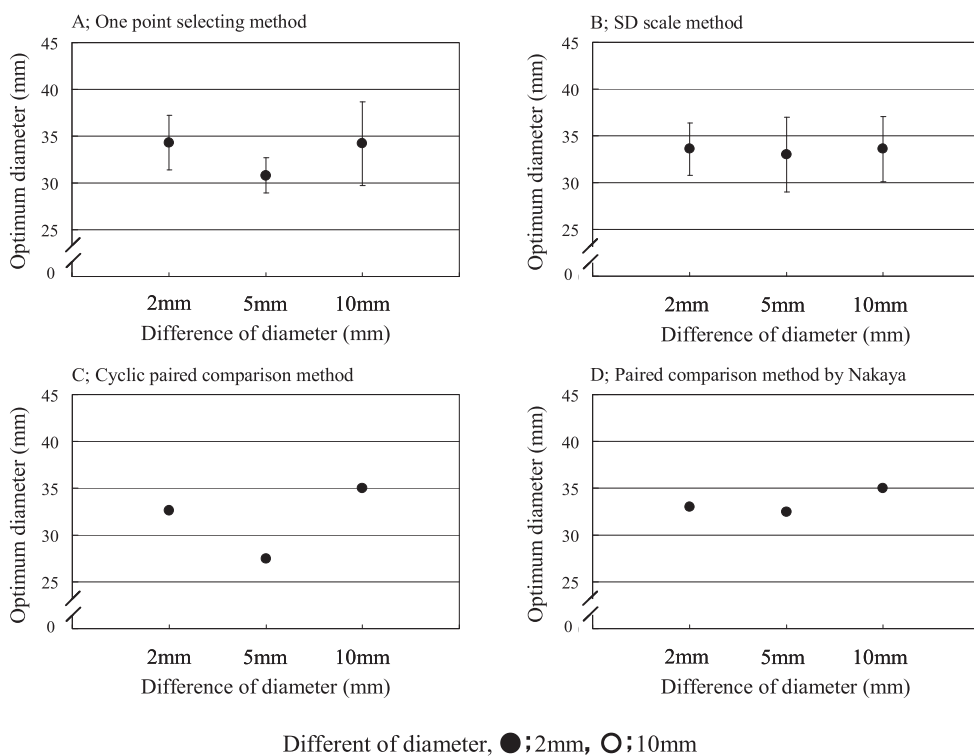 A; One point selecting method
45
40
35
30
25
0
Optimum diameter (mm)
2mm 5mm 10mm
Difference of diameter (mm)
B; SD scale method
45
40
35
30
25
0
Optimum diameter (mm)
2mm 5mm 10mm
Difference of diameter (mm)
C; Cyclic paired comparison method
45
40
35
30
25
0
Optimum diameter (mm)
2mm 5mm 10mm
Difference of diameter (mm)
D; Paired comparison method by Nakaya
45
40
35
30
25
0
Optimum diameter (mm)
2mm 5mm 10mm
Difference of diameter (mm)
Different of diameter, ●;2mm, ○;10mm